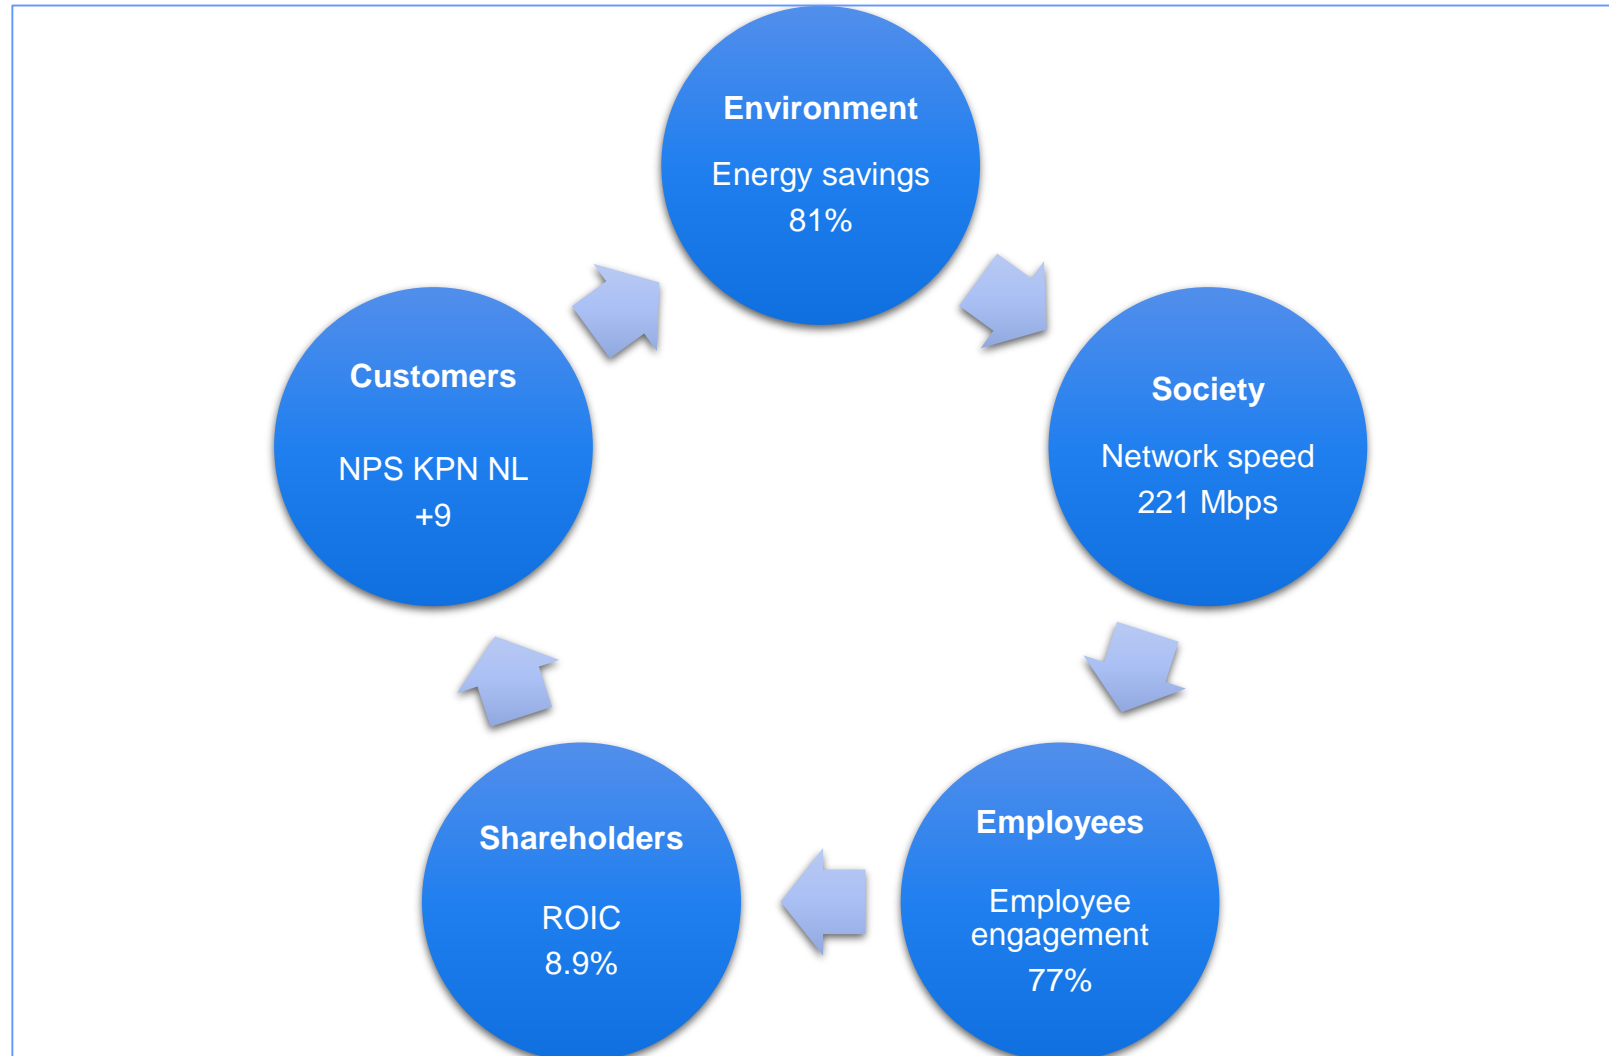 Environment
Energy savings
81%
Society
Network speed
221 Mbps
Employees
Employee
engagement
77%
Shareholders
ROIC
8.9%
Customers
NPS KPN NL
+9